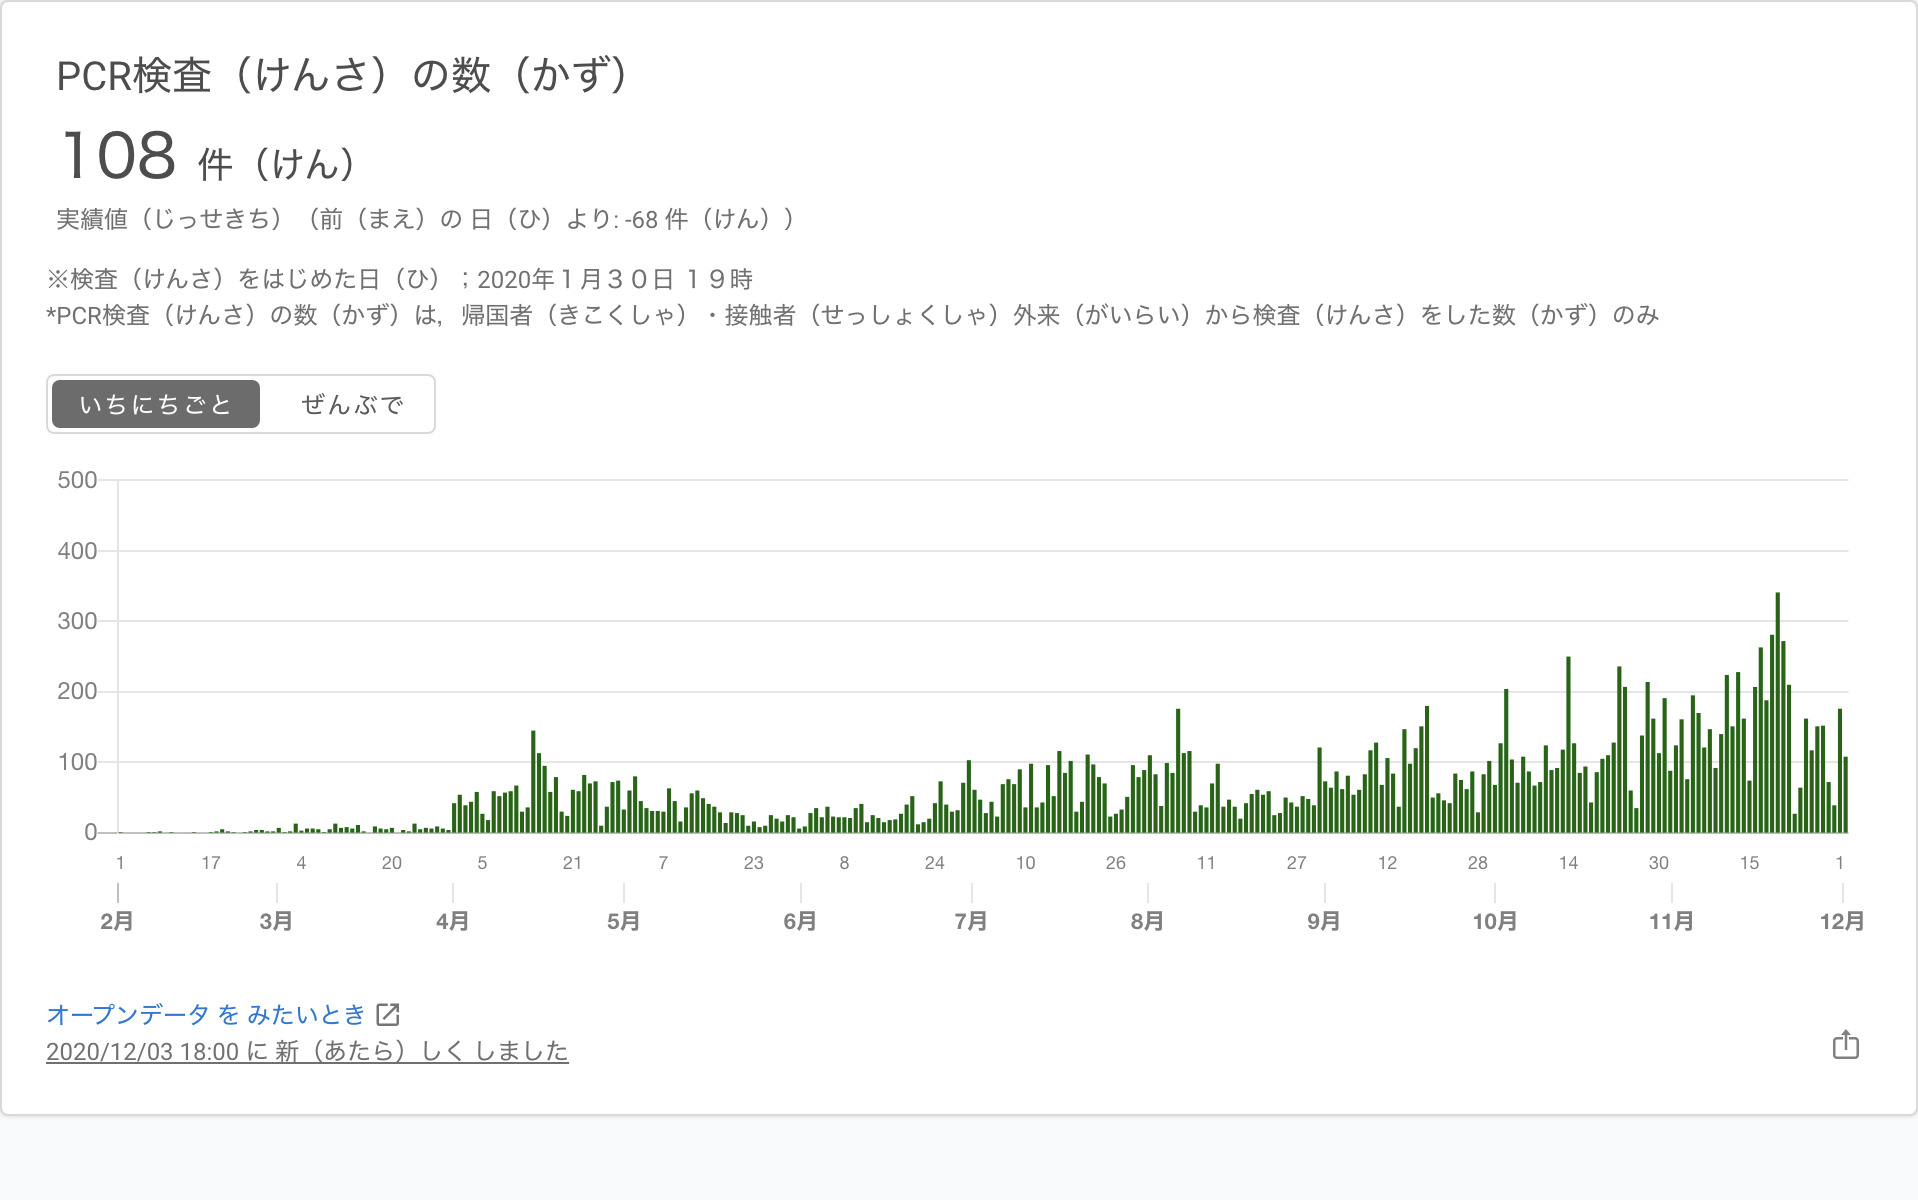 PCR検査（けんさ）の数（かず）
108 件（けん）
実績値（じっせきち）（前（まえ）の 日（ひ）より: -68 件（けん））
※検査（けんさ）をはじめた日（ひ）；2020年１月３０日 １９時
*PCR検査（けんさ）の数（かず）は，帰国者（きこくしゃ）・接触者（せっしょくしゃ）外来（がいらい）から検査（けんさ）をした数（かず）のみ
いちにちごと ぜんぶで
500
400
300
200
100
0
1 17 4 20 5 21 7 23 8 24 10 26 11 27 12 28 14 30 15 1
2月 3月 4月 5月 6月 7月 8月 9月 10月 11月 12月
オープンデータ を みたいとき
2020/12/03 18:00 に 新（あたら）しく しました